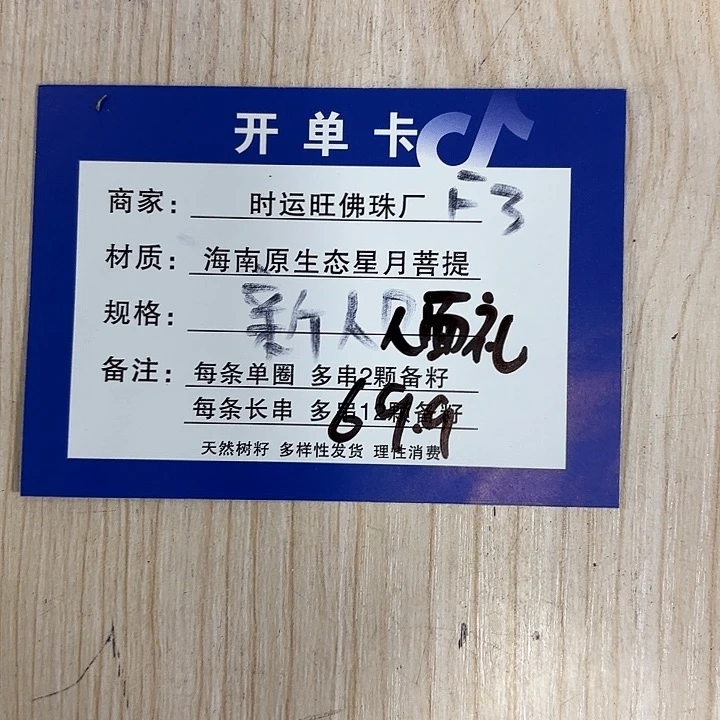 开单卡
商家： 时运旺佛珠厂 F3
材质： 海南原生态星月菩提
规格： 新人 见面礼
备注： 每条单圈 多串2颗备籽
69.9
每条长串 多串12颗备籽
天然树籽 多样性发货 理性消费